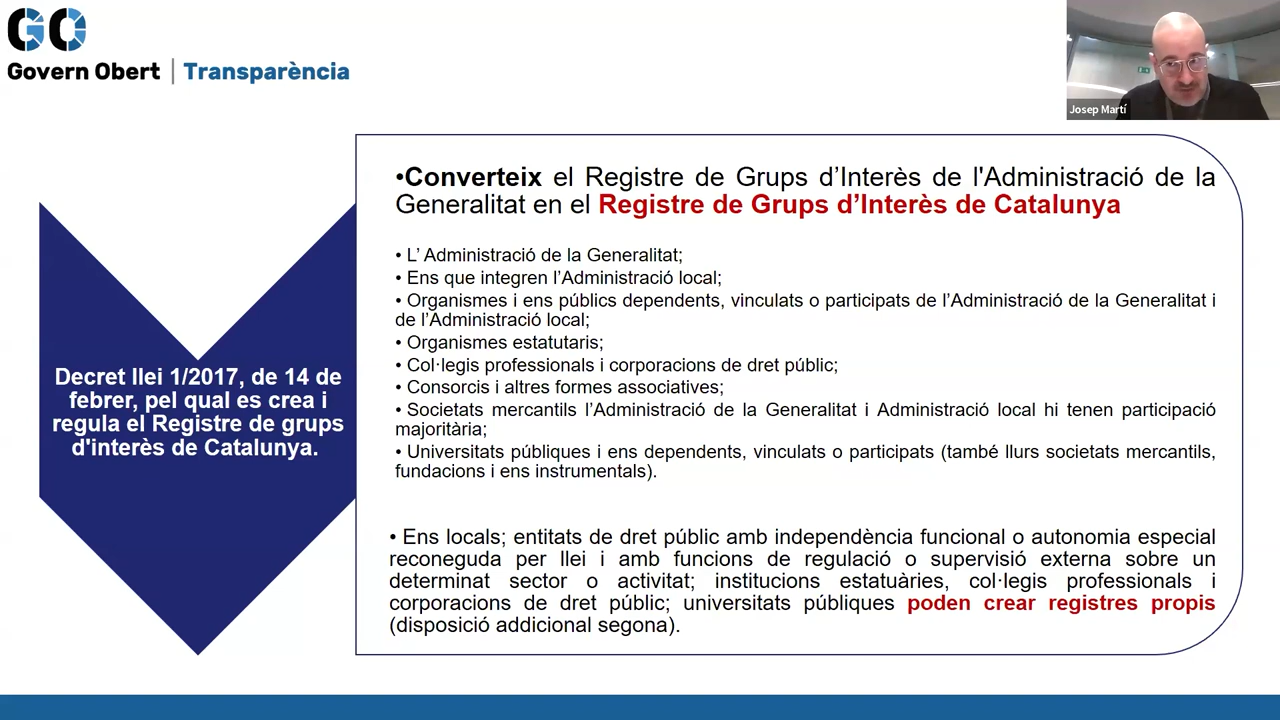 GO
Govern Obert | Transparència
Josep Martí
•Converteix el Registre de Grups d’Interès de l'Administració de la
Generalitat en el Registre de Grups d’Interès de Catalunya
• L’ Administració de la Generalitat;
• Ens que integren l’Administració local;
• Organismes i ens públics dependents, vinculats o participats de l’Administració de la Generalitat i
de l’Administració local;
• Organismes estatutaris;
• Col·legis professionals i corporacions de dret públic;
• Consorcis i altres formes associatives;
• Societats mercantils l’Administració de la Generalitat i Administració local hi tenen participació
majoritària;
• Universitats públiques i ens dependents, vinculats o participats (també llurs societats mercantils,
fundacions i ens instrumentals).
Decret llei 1/2017, de 14 de
febrer, pel qual es crea i
regula el Registre de grups
d'interès de Catalunya.
• Ens locals; entitats de dret públic amb independència funcional o autonomia especial
reconeguda per llei i amb funcions de regulació o supervisió externa sobre un
determinat sector o activitat; institucions estatuàries, col·legis professionals i
corporacions de dret públic; universitats públiques poden crear registres propis
(disposició addicional segona).